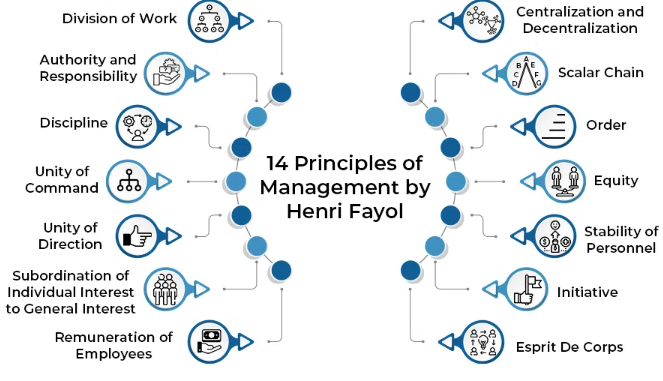 Division of Work
Authority and
Responsibility
Discipline
Unity of
Command
Unity of
Direction
Subordination of
Individual Interest
to General Interest
Remuneration of
Employees
14 Principles of
Management by
Henri Fayol
Centralization and
Decentralization
Scalar Chain
A
B E
C F
D G
Order
Equity
Stability of
Personnel
Initiative
Esprit De Corps